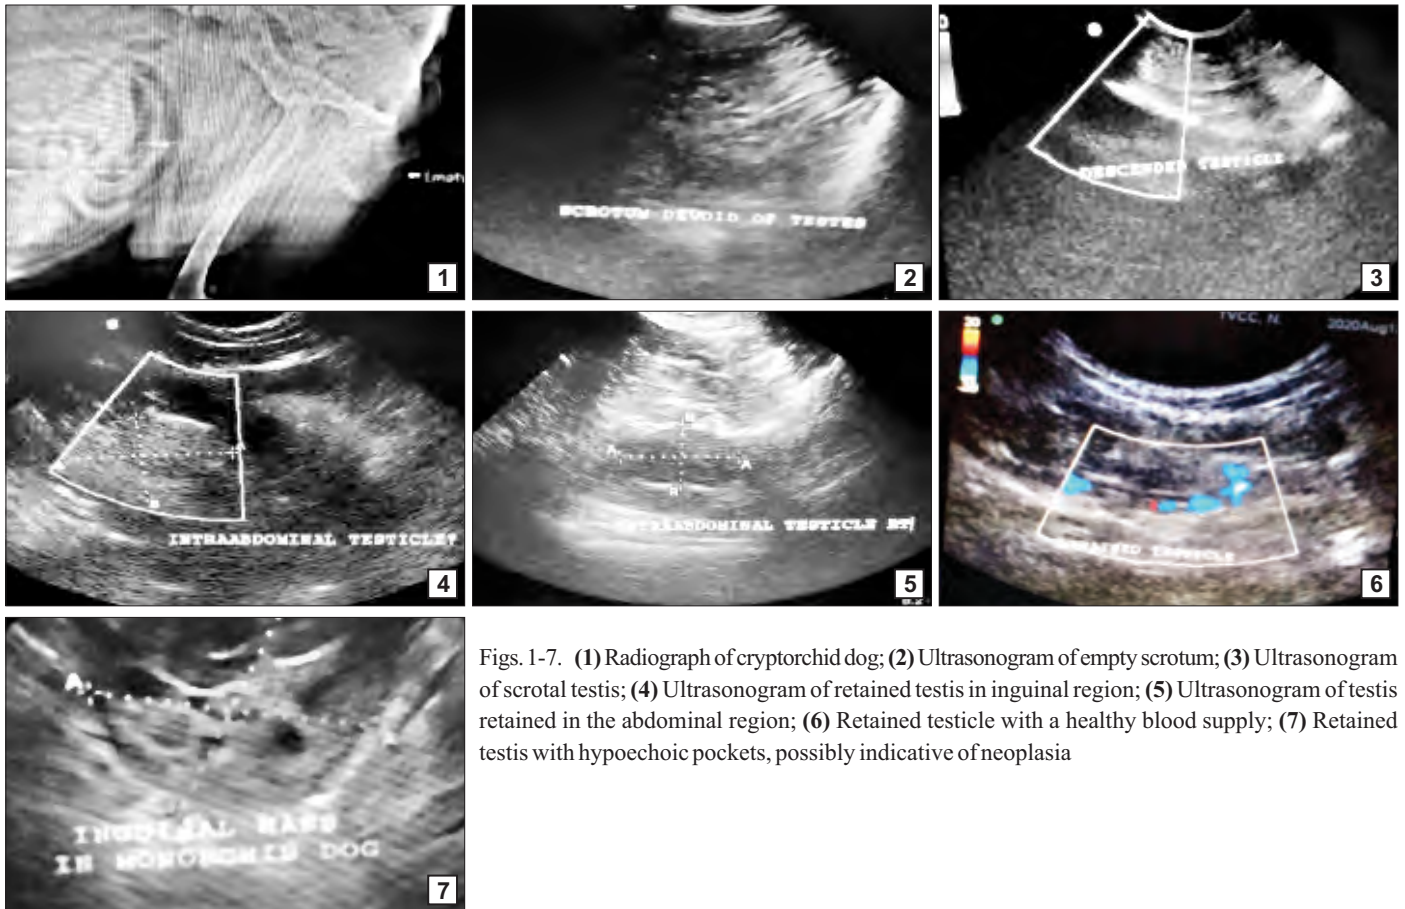 1
SCROTUM DEVOID OF TESTES
2
DESCENDED TESTICLE
3
A
B
INTRAABDOMINAL TESTICLE?
4
B
A A
B
INTRAABDOMINAL TESTICLE RT
5
TVCC, N.
2020Aug1
RETAINED TESTICLE
6
A
INGUINAL MASS
IN MONORCHID DOG
7
Figs. 1-7. (1) Radiograph of cryptorchid dog; (2) Ultrasonogram of empty scrotum; (3) Ultrasonogram
of scrotal testis; (4) Ultrasonogram of retained testis in inguinal region; (5) Ultrasonogram of testis
retained in the abdominal region; (6) Retained testicle with a healthy blood supply; (7) Retained
testis with hypoechoic pockets, possibly indicative of neoplasia